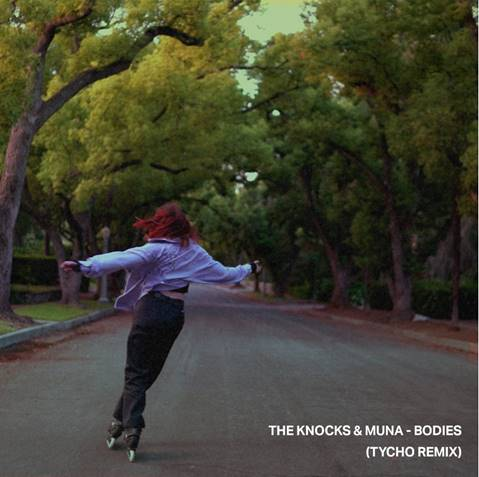 THE KNOCKS & MUNA - BODIES
(TYCHO REMIX)